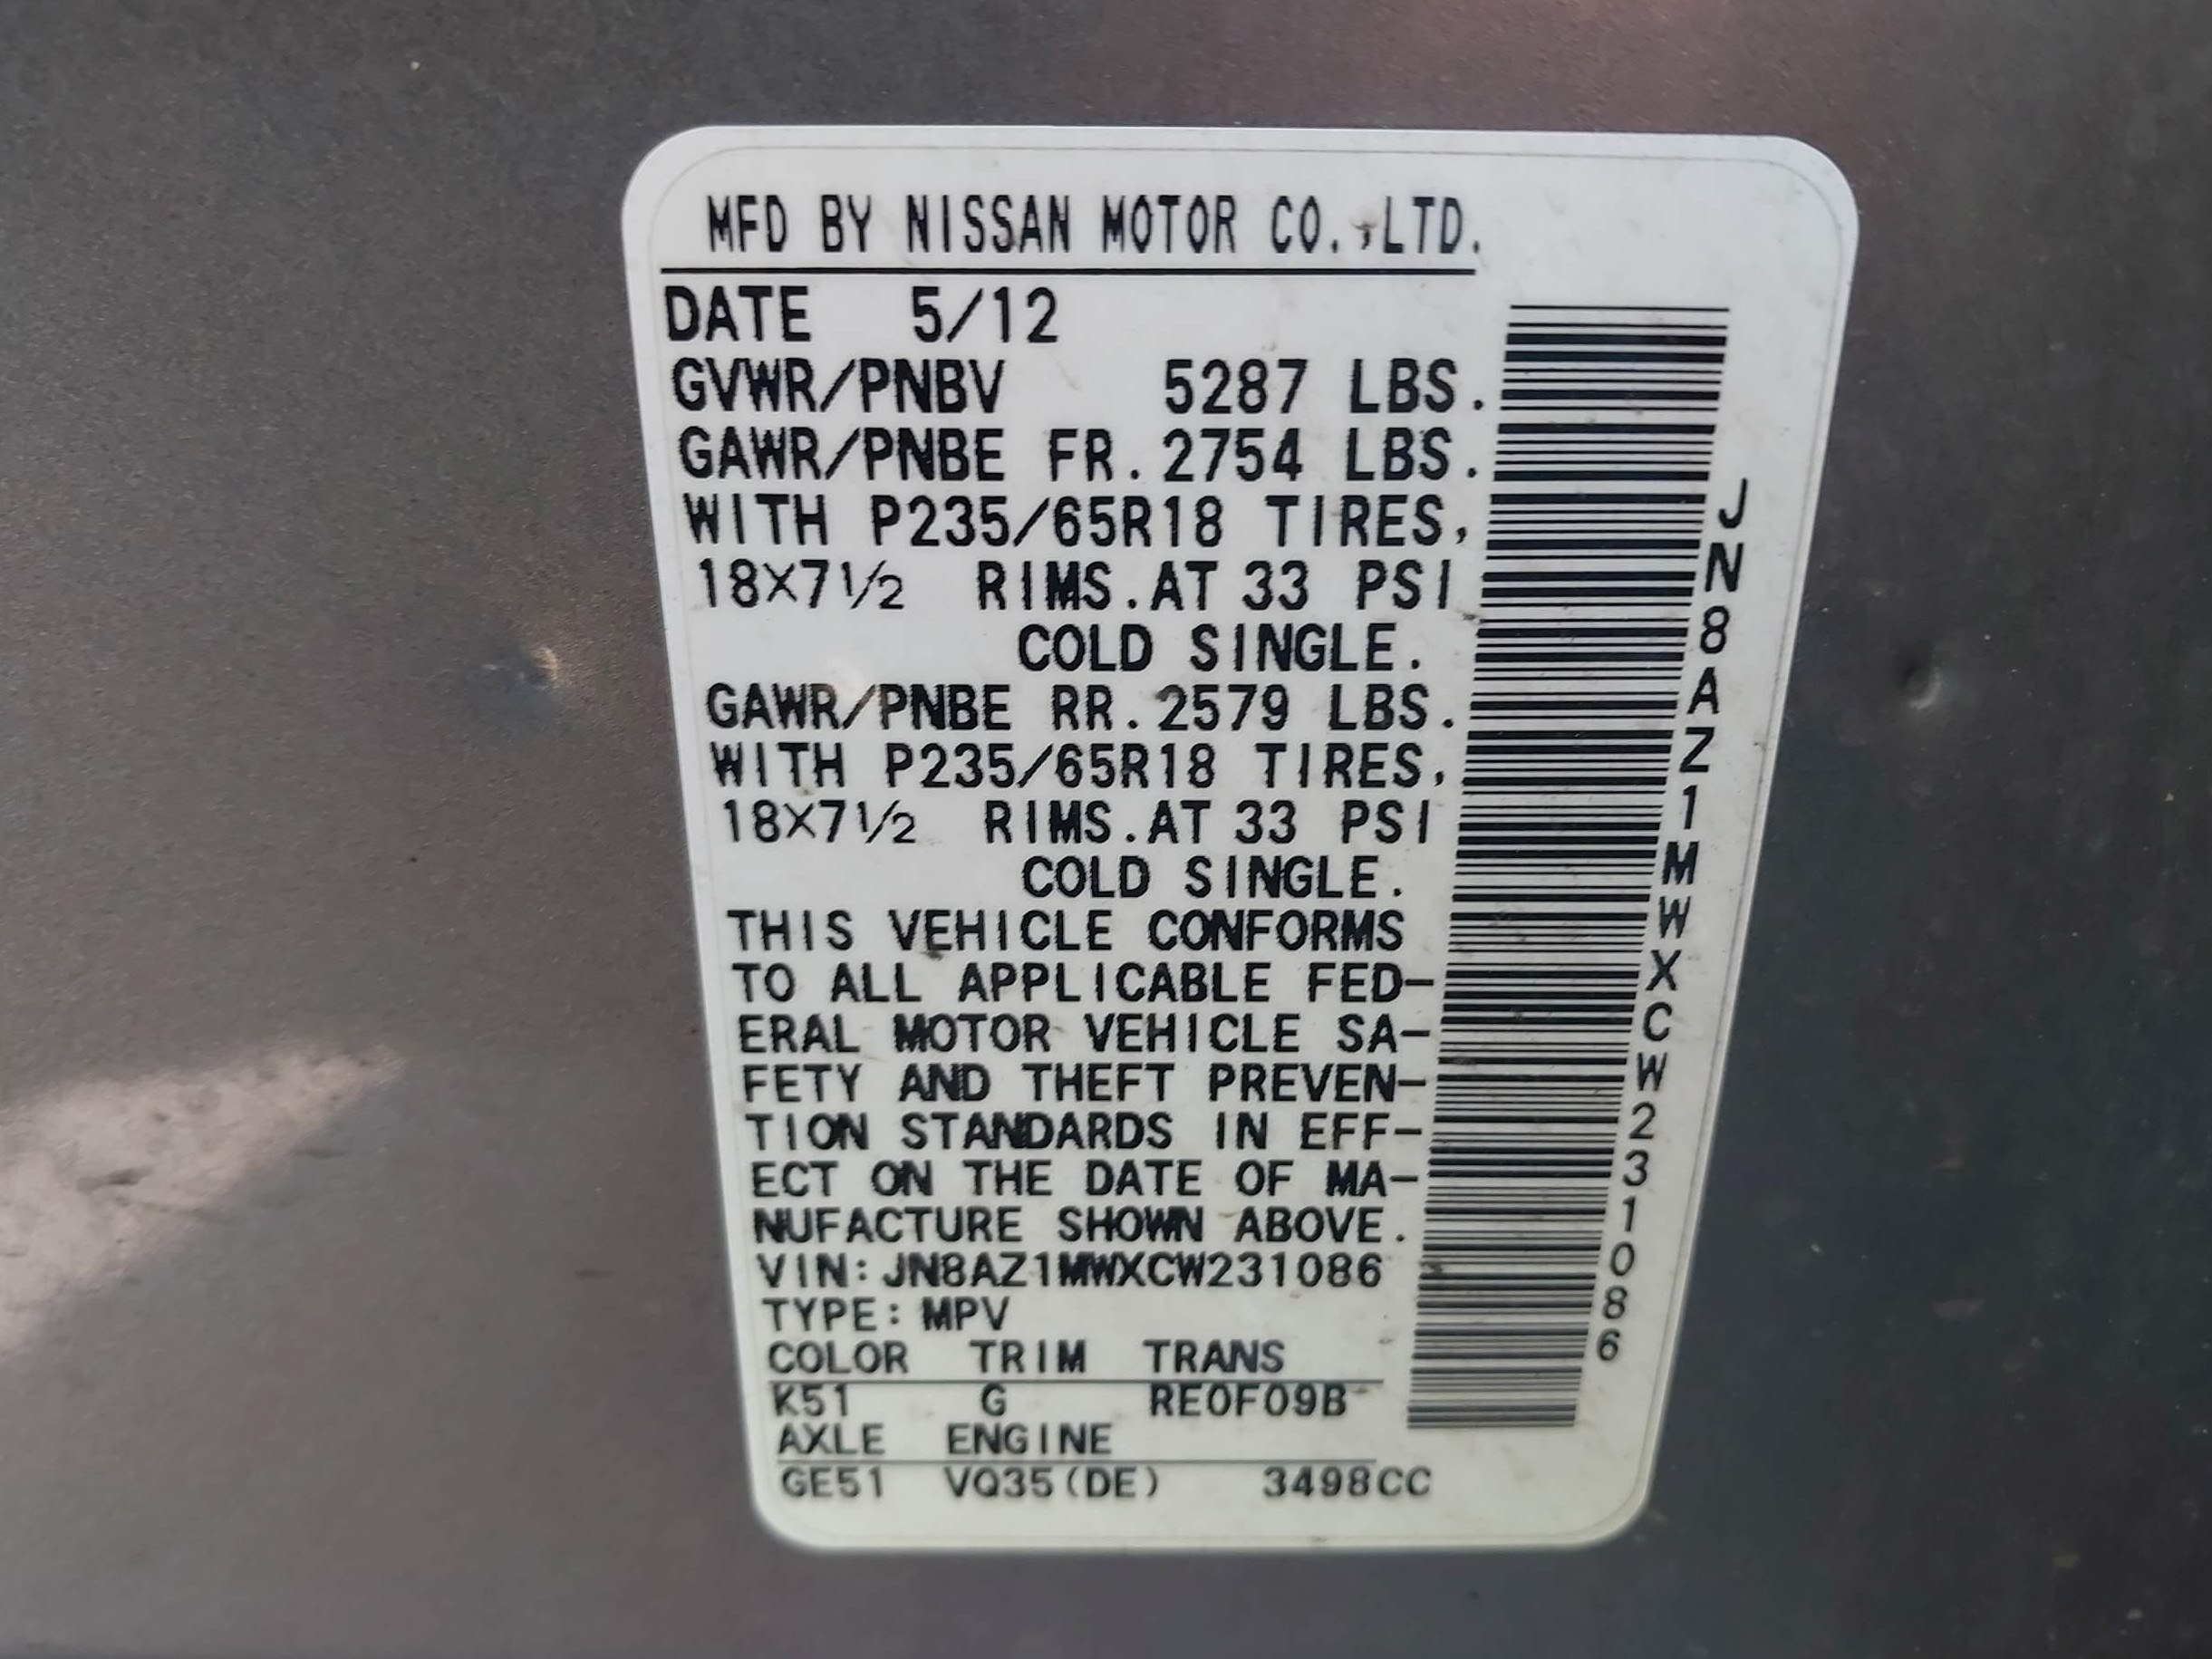 MFD BY NISSAN MOTOR CO.,LTD.
DATE 5/12
GVWR/PNBV 5287 LBS.
GAWR/PNBE FR.2754 LBS.
WITH P235/65R18 TIRES,
18X7½ RIMS.AT 33 PSI
COLD SINGLE.
GAWR/PNBE RR.2579 LBS.
WITH P235/65R18 TIRES,
18X7½ RIMS.AT 33 PSI
COLD SINGLE.
THIS VEHICLE CONFORMS
TO ALL APPLICABLE FED-
ERAL MOTOR VEHICLE SA-
FETY AND THEFT PREVEN-
TION STANDARDS IN EFF-
ECT ON THE DATE OF MA-
NUFACTURE SHOWN ABOVE.
VIN:JN8AZ1MWXCW231086
TYPE:MPV
COLOR TRIM TRANS
K51 G RE0F09B
AXLE ENGINE
GE51 VQ35(DE) 3498CC
JN8AZ1MWXCW231086